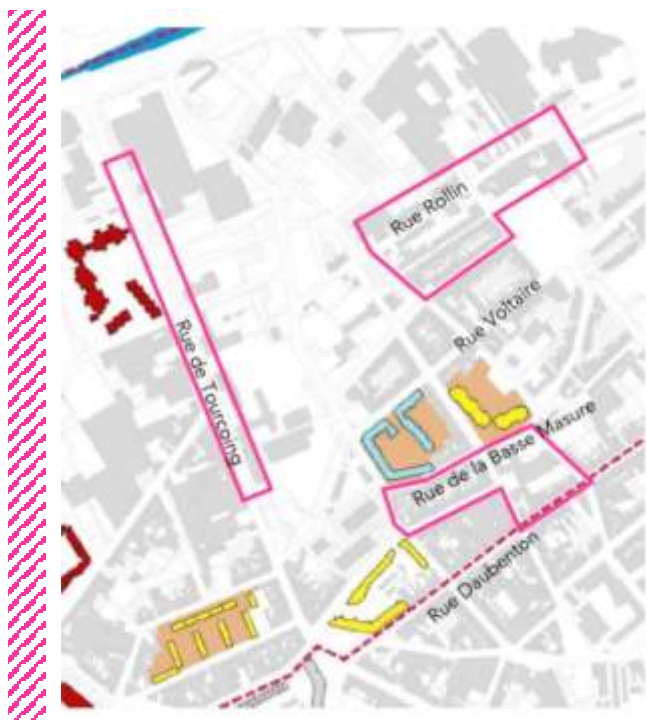 Rue Rollin
Rue Voltaire
Rue de Tourcoing
Rue de la Basse Masure
Rue Daubenton